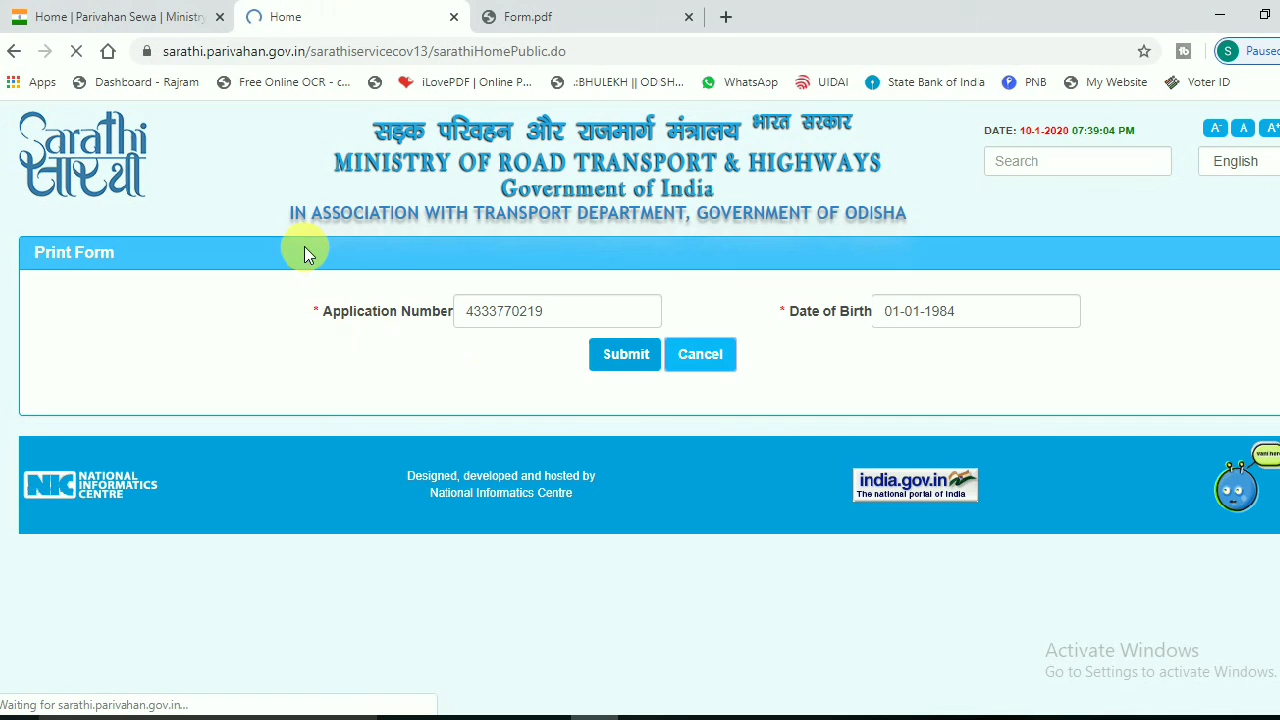 Home | Parivahan Sewa | Ministry
Home
Form.pdf
sarathi.parivahan.gov.in/sarathiservicecov13/sarathiHomePublic.do
S
Paused
Apps
Dashboard - Rajram
Free Online OCR - c...
iLovePDF | Online P...
.:BHULEKH || ODISH...
WhatsApp
UIDAI
State Bank of India
PNB
My Website
Voter ID
Sarathi
सारथी
सड़क परिवहन और राजमार्ग मंत्रालय भारत सरकार
MINISTRY OF ROAD TRANSPORT & HIGHWAYS
Government of India
IN ASSOCIATION WITH TRANSPORT DEPARTMENT, GOVERNMENT OF ODISHA
DATE: 10-1-2020 07:39:04 PM
A- A A+
Search
English
Print Form
* Application Number 4333770219
* Date of Birth 01-01-1984
Submit Cancel
NIC NATIONAL
INFORMATICS
CENTRE
Designed, developed and hosted by
National Informatics Centre
india.gov.in
The national portal of India
vani here
Activate Windows
Go to Settings to activate Windows.
Waiting for sarathi.parivahan.gov.in...